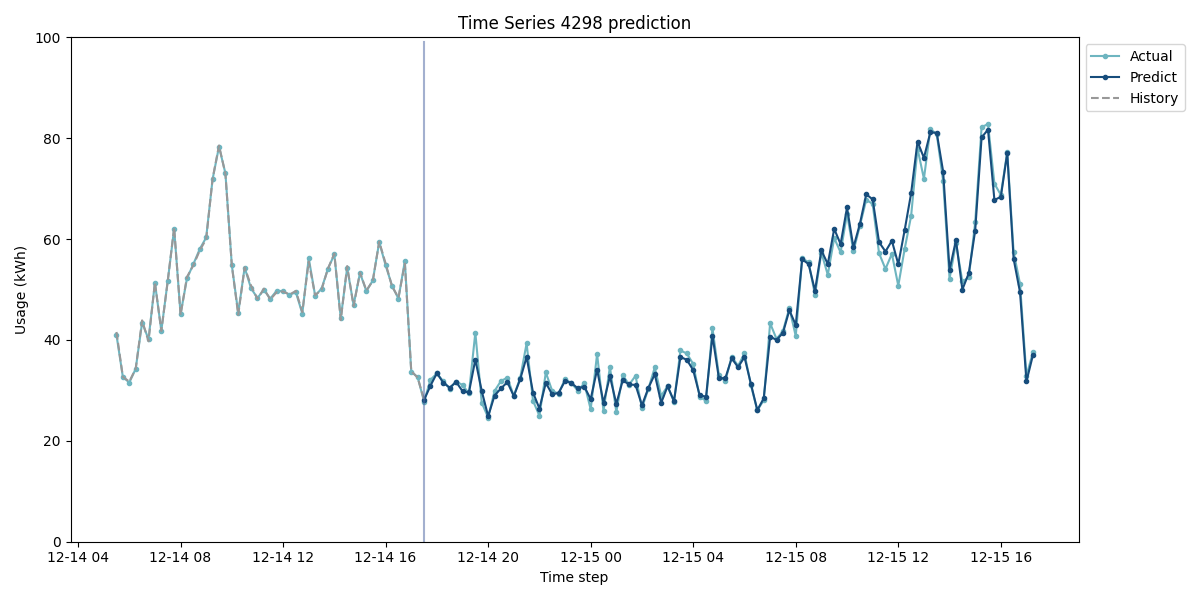 Time Series 4298 prediction
Usage (kWh)
100
80
60
40
20
0
12-14 04
12-14 08
12-14 12
12-14 16
12-14 20
12-15 00
12-15 04
12-15 08
12-15 12
12-15 16
Time step
Actual
Predict
History